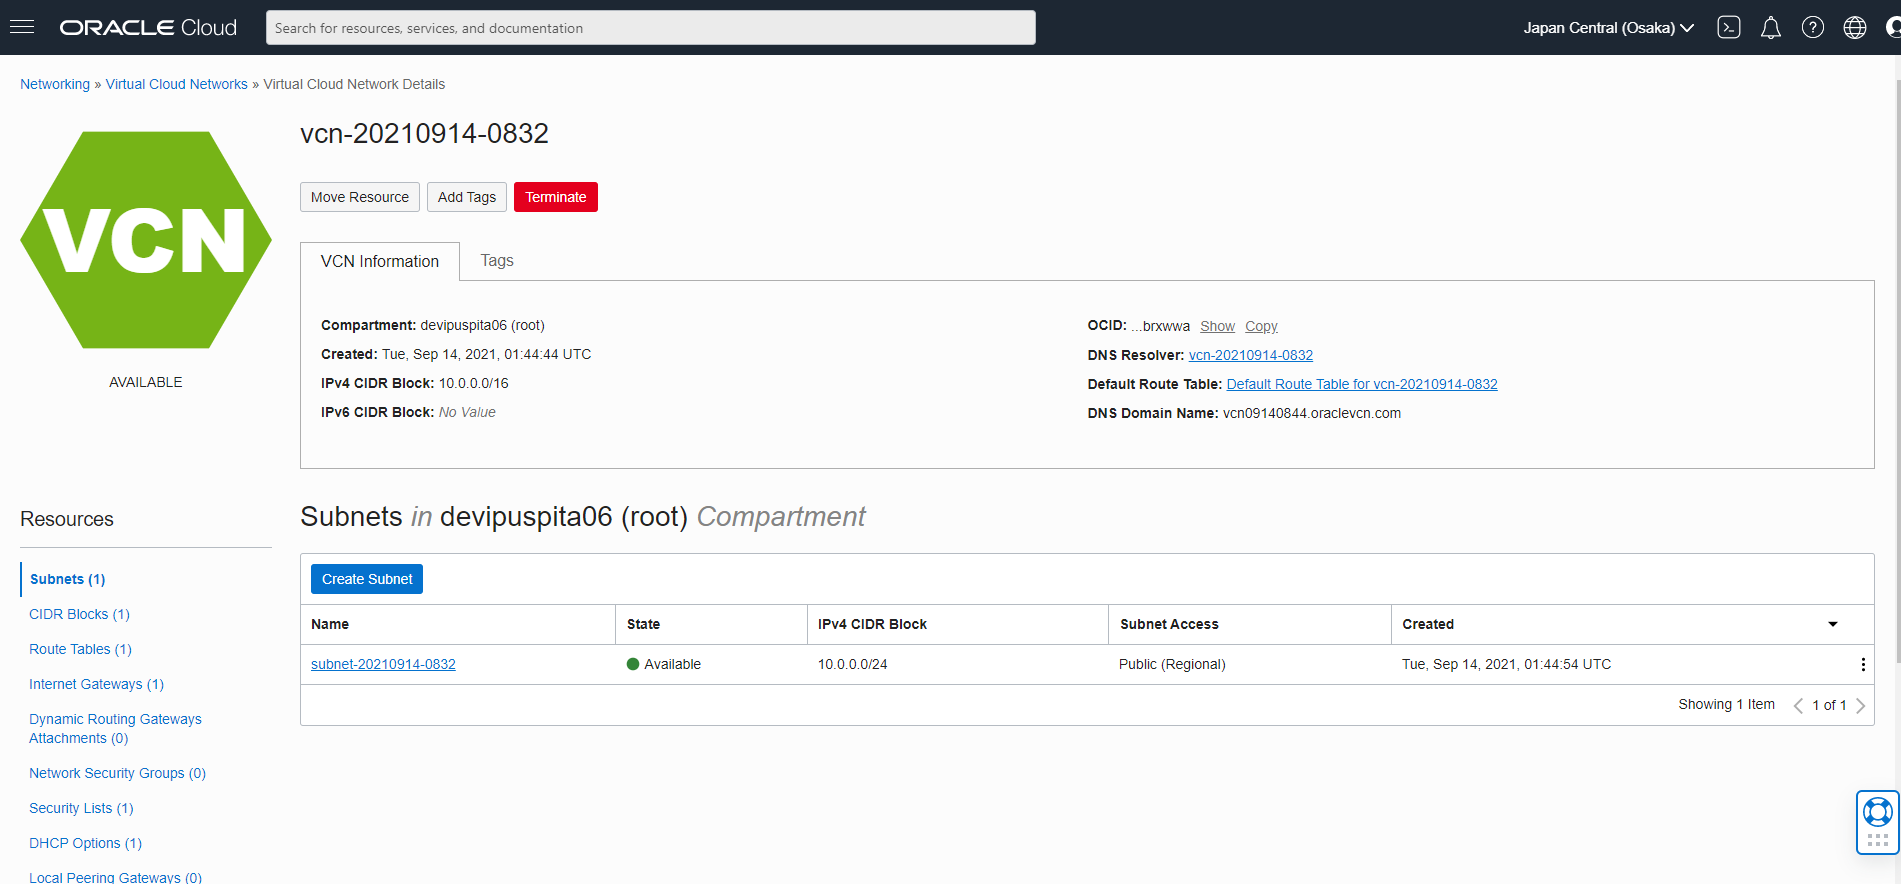 ORACLE Cloud
Search for resources, services, and documentation
Japan Central (Osaka)
Networking » Virtual Cloud Networks » Virtual Cloud Network Details
VCN
AVAILABLE
vcn-20210914-0832
Move Resource
Add Tags
Terminate
VCN Information
Tags
Compartment: devipuspita06 (root)
Created: Tue, Sep 14, 2021, 01:44:44 UTC
IPv4 CIDR Block: 10.0.0.0/16
IPv6 CIDR Block: No Value
OCID: ...brxwwa Show Copy
DNS Resolver: vcn-20210914-0832
Default Route Table: Default Route Table for vcn-20210914-0832
DNS Domain Name: vcn09140844.oraclevcn.com
Resources
Subnets (1)
CIDR Blocks (1)
Route Tables (1)
Internet Gateways (1)
Dynamic Routing Gateways
Attachments (0)
Network Security Groups (0)
Security Lists (1)
DHCP Options (1)
Local Peering Gateways (0)
Subnets in devipuspita06 (root) Compartment
Create Subnet
Name State IPv4 CIDR Block Subnet Access Created
subnet-20210914-0832 Available 10.0.0.0/24 Public (Regional) Tue, Sep 14, 2021, 01:44:54 UTC
Showing 1 Item 1 of 1